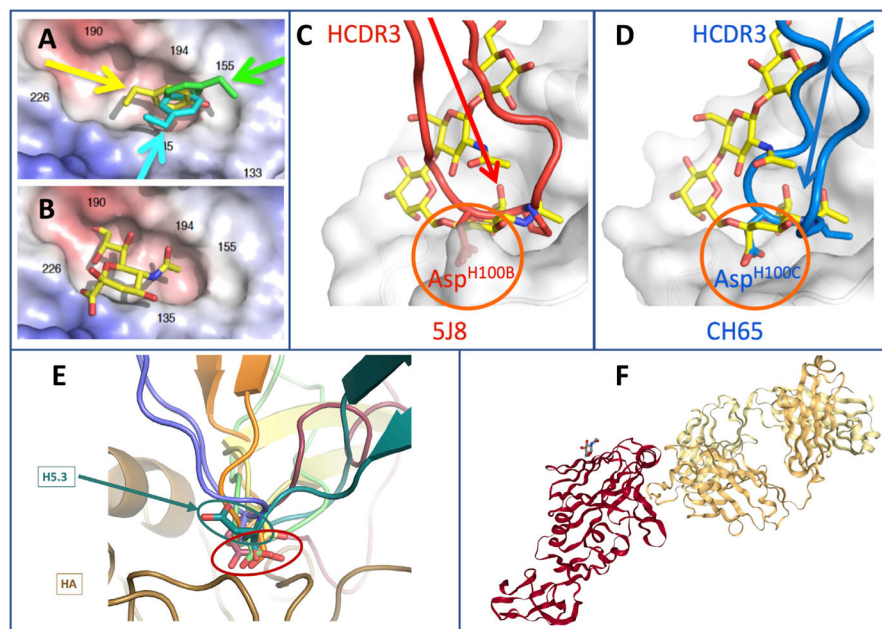 A
190
194
155
226
35
133
B
190
194
155
226
135
C
HCDR3
Asp^H100B
5J8
D
HCDR3
Asp^H100C
CH65
E
H5.3
HA
F